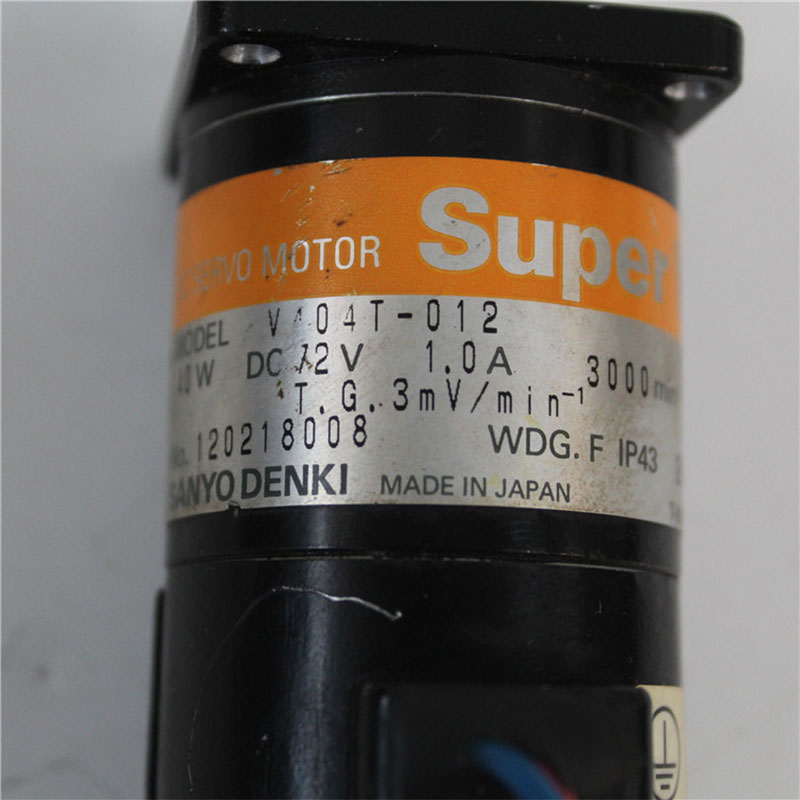 SERVO MOTOR Super
MODEL V404T-012
40W DC 72V 1.0A 3000 min
T.G. 3mV/min⁻¹
No. 120218008 WDG. F IP43
SANYO DENKI MADE IN JAPAN